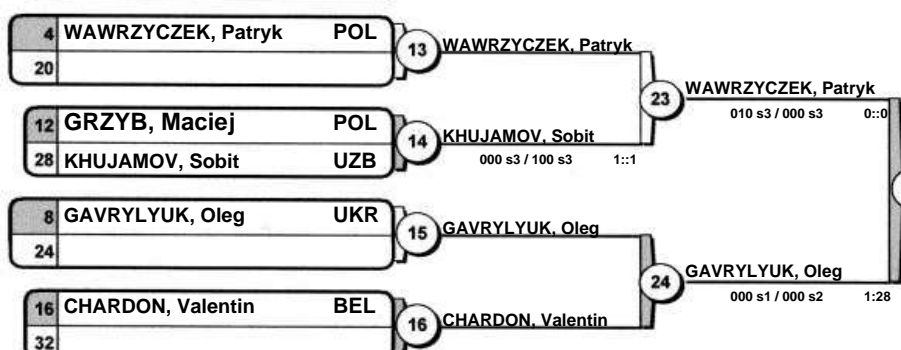 4 WAWRZYCZEK, Patryk POL
20
13 WAWRZYCZEK, Patryk
12 GRZYB, Maciej POL
28 KHUJAMOV, Sobit UZB
14 KHUJAMOV, Sobit
000 s3 / 100 s3 1::1
23 WAWRZYCZEK, Patryk
010 s3 / 000 s3 0::0
8 GAVRYLYUK, Oleg UKR
24
15 GAVRYLYUK, Oleg
16 CHARDON, Valentin BEL
32
16 CHARDON, Valentin
24 GAVRYLYUK, Oleg
000 s1 / 000 s2 1:28